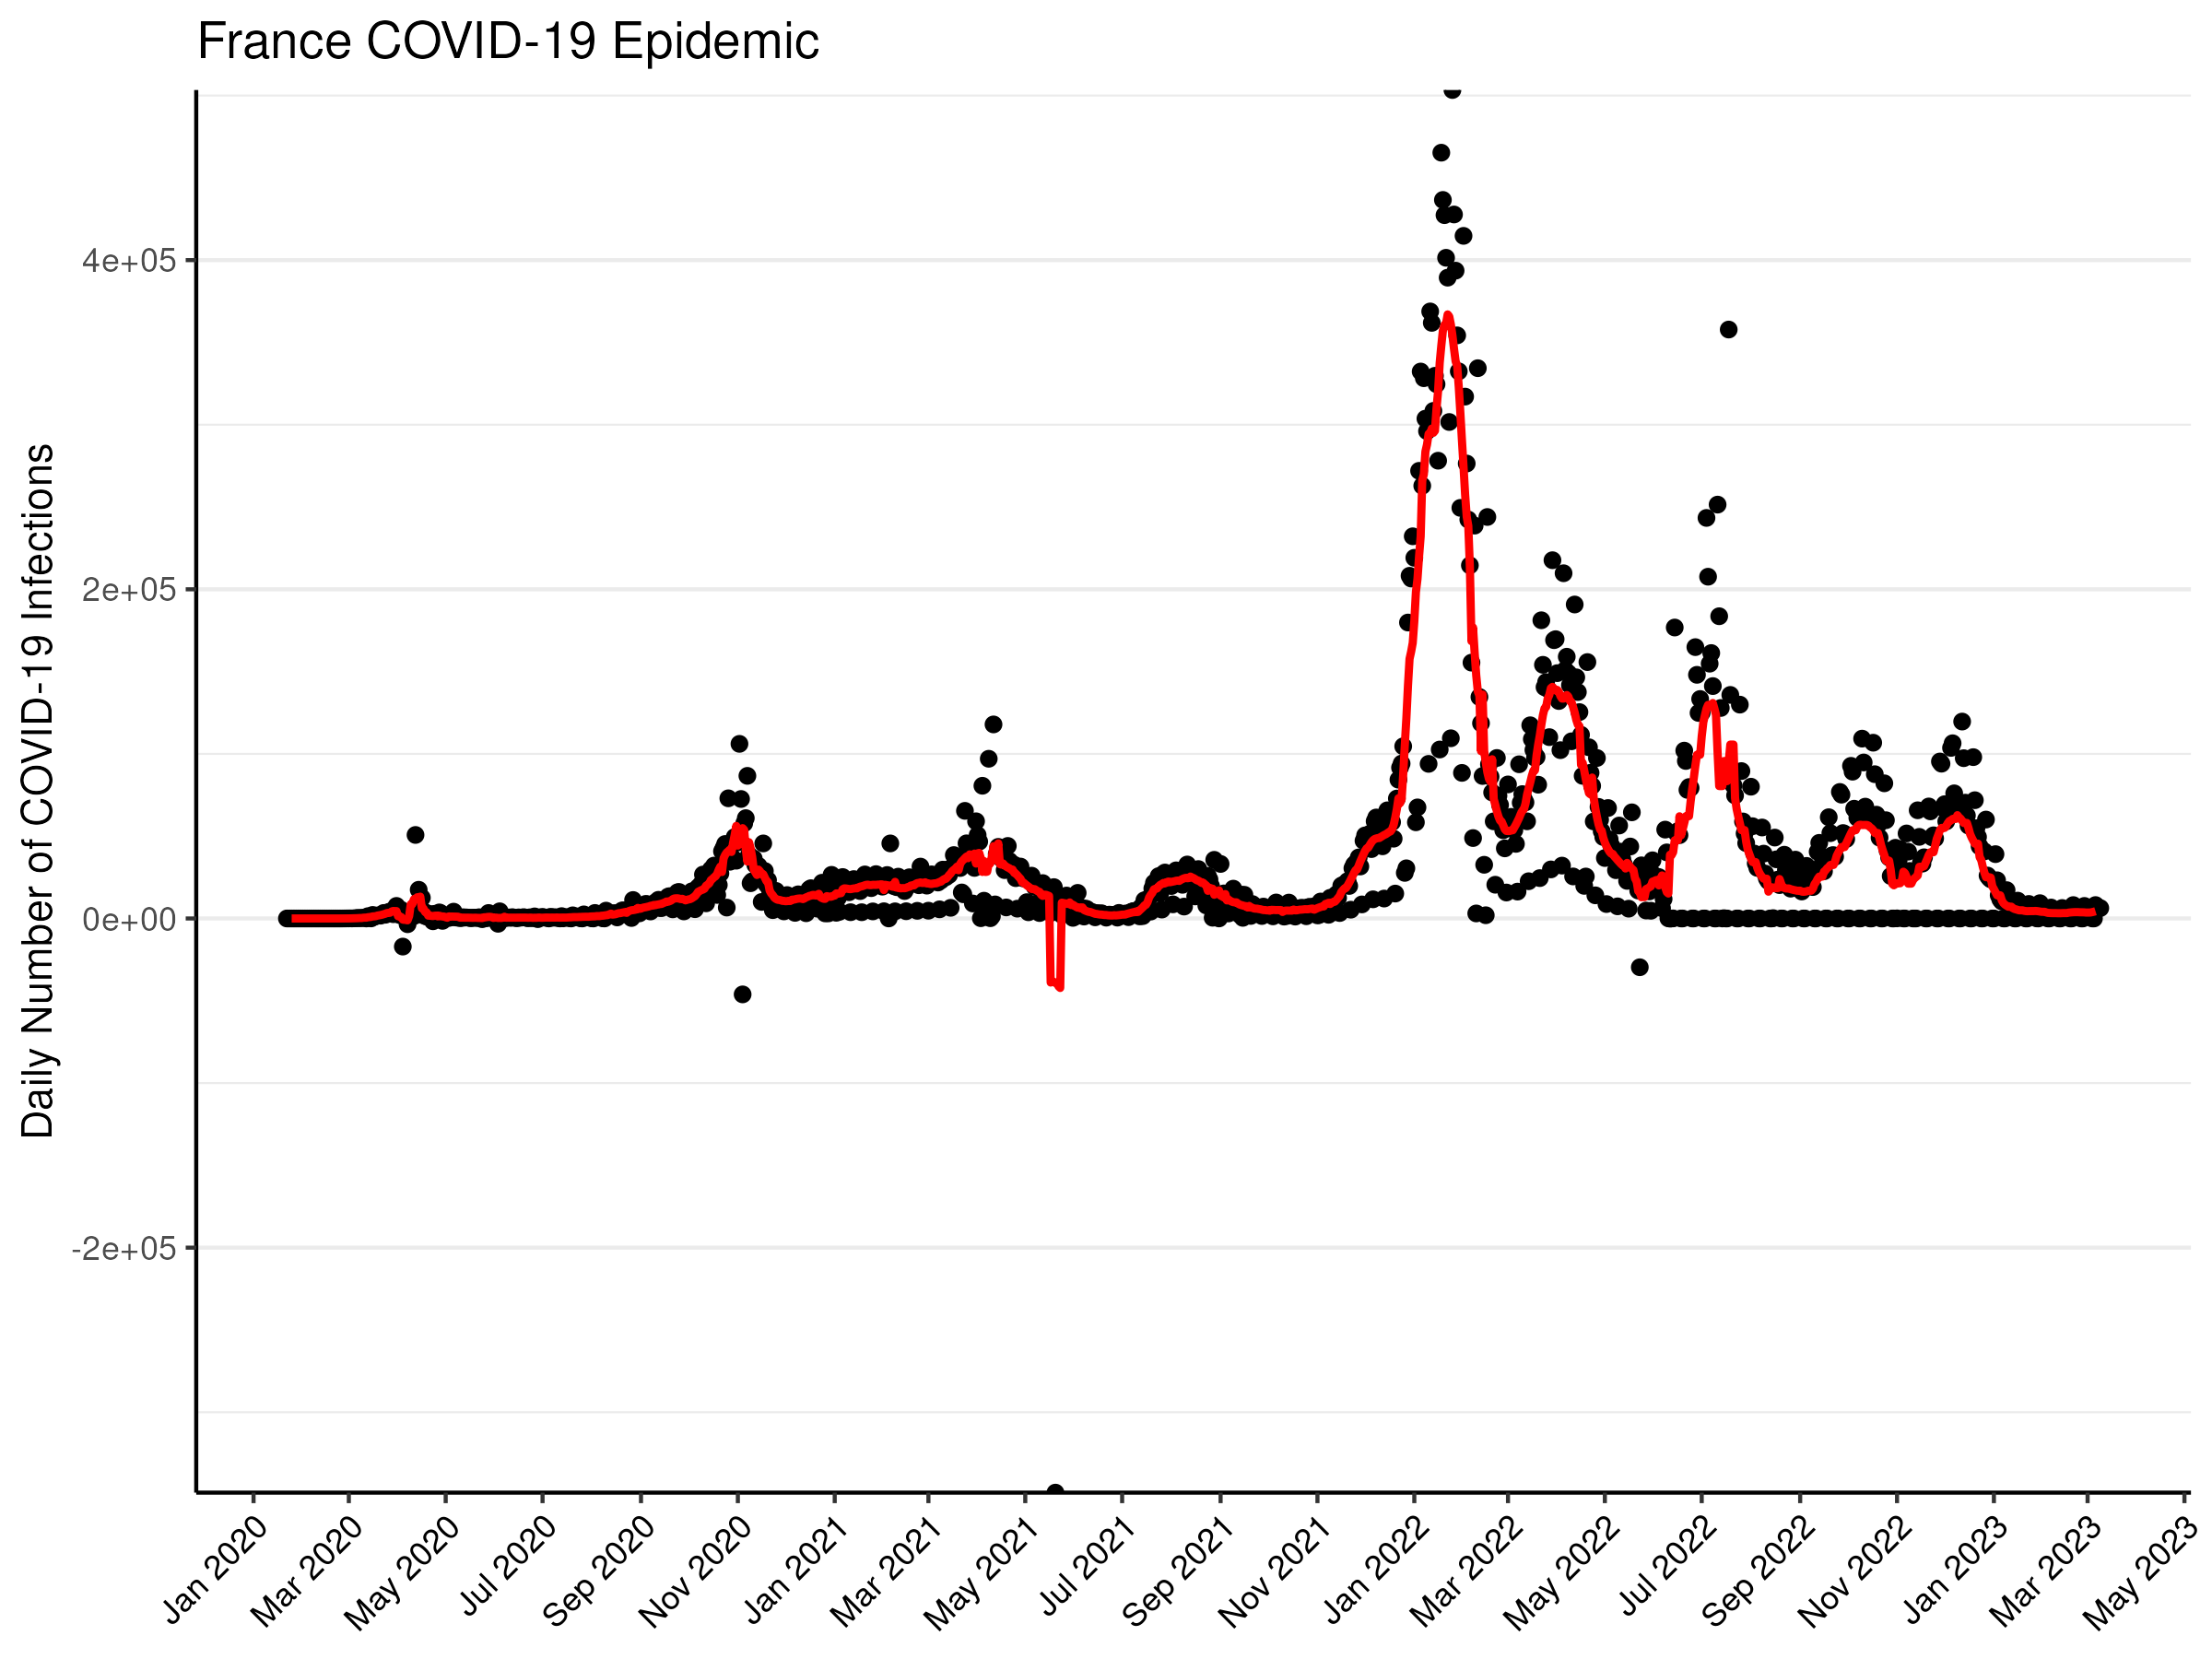 France COVID-19 Epidemic
Daily Number of COVID-19 Infections
4e+05
2e+05
0e+00
-2e+05
Jan 2020
Mar 2020
May 2020
Jul 2020
Sep 2020
Nov 2020
Jan 2021
Mar 2021
May 2021
Jul 2021
Sep 2021
Nov 2021
Jan 2022
Mar 2022
May 2022
Jul 2022
Sep 2022
Nov 2022
Jan 2023
Mar 2023
May 2023